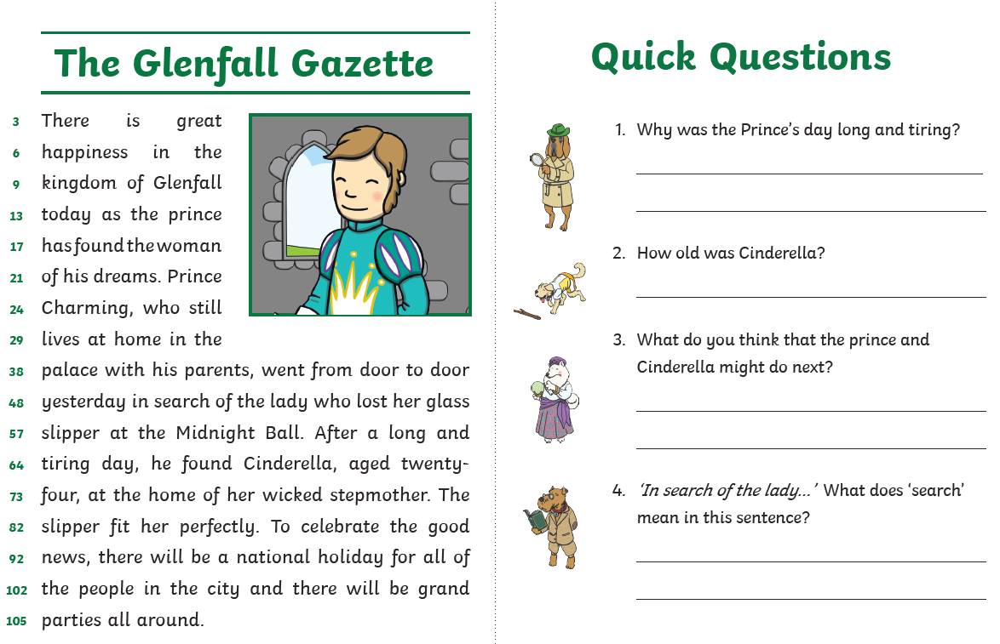 The Glenfall Gazette
3 There is great
6 happiness in the
9 kingdom of Glenfall
13 today as the prince
17 has found the woman
21 of his dreams. Prince
24 Charming, who still
29 lives at home in the
38 palace with his parents, went from door to door
48 yesterday in search of the lady who lost her glass
57 slipper at the Midnight Ball. After a long and
64 tiring day, he found Cinderella, aged twenty-
73 four, at the home of her wicked stepmother. The
82 slipper fit her perfectly. To celebrate the good
92 news, there will be a national holiday for all of
102 the people in the city and there will be grand
105 parties all around.
Quick Questions
1. Why was the Prince's day long and tiring?
2. How old was Cinderella?
3. What do you think that the prince and
Cinderella might do next?
4. 'In search of the lady...' What does 'search'
mean in this sentence?